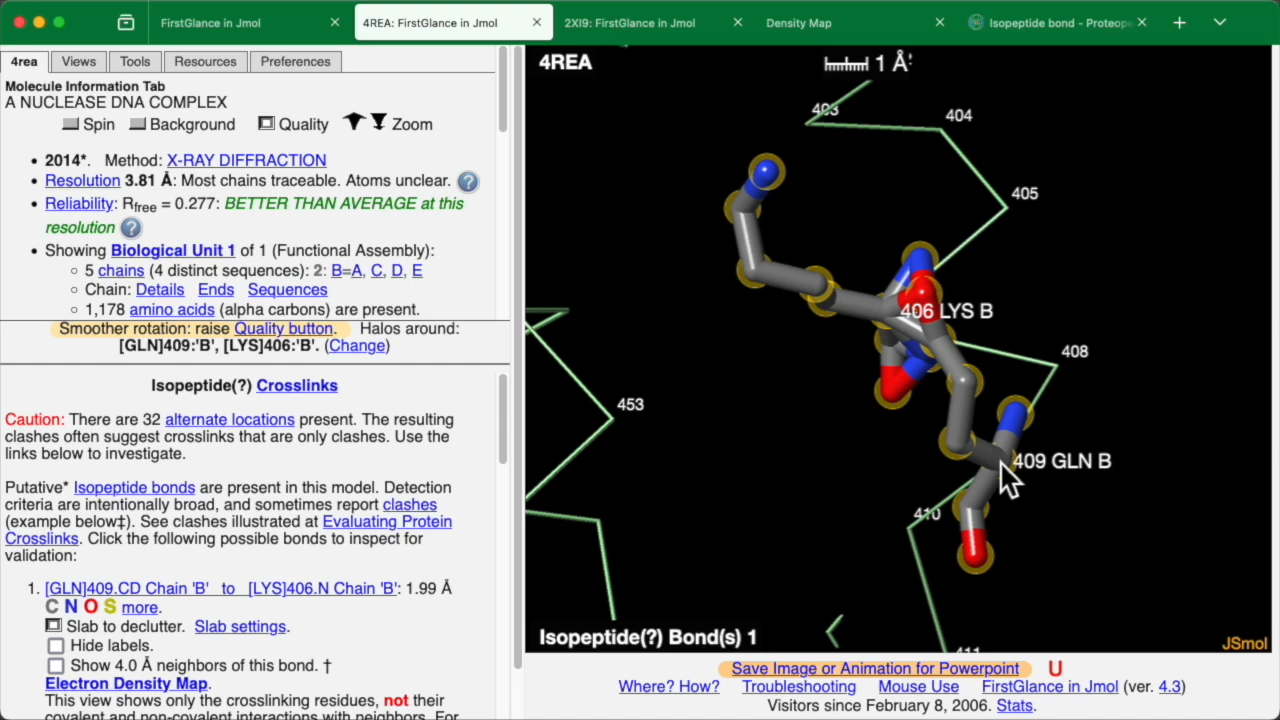 FirstGlance in Jmol
4REA: FirstGlance in Jmol
2XI9: FirstGlance in Jmol
Density Map
Isopeptide bond - Proteope
4rea
Views
Tools
Resources
Preferences
Molecule Information Tab
A NUCLEASE DNA COMPLEX
Spin Background Quality Zoom
• 2014*. Method: X-RAY DIFFRACTION
• Resolution 3.81 Å: Most chains traceable. Atoms unclear. ?
• Reliability: Rfree = 0.277: BETTER THAN AVERAGE at this
resolution ?
• Showing Biological Unit 1 of 1 (Functional Assembly):
○ 5 chains (4 distinct sequences): 2: B=A, C, D, E
○ Chain: Details Ends Sequences
○ 1,178 amino acids (alpha carbons) are present.
Smoother rotation: raise Quality button. Halos around:
[GLN]409:'B', [LYS]406:'B'. (Change)
Isopeptide(?) Crosslinks
Caution: There are 32 alternate locations present. The resulting
clashes often suggest crosslinks that are only clashes. Use the
links below to investigate.
Putative* Isopeptide bonds are present in this model. Detection
criteria are intentionally broad, and sometimes report clashes
(example below‡). See clashes illustrated at Evaluating Protein
Crosslinks. Click the following possible bonds to inspect for
validation:
1. [GLN]409.CD Chain 'B' to [LYS]406.N Chain 'B': 1.99 Å
C N O S more.
Slab to declutter. Slab settings.
Hide labels.
Show 4.0 Å neighbors of this bond. †
Electron Density Map.
This view shows only the crosslinking residues, not their
covalent and non-covalent interactions with neighbors. For
4REA
1 Å
403
404
405
406 LYS B
408
453
409 GLN B
410
411
Isopeptide(?) Bond(s) 1
JSmol
Save Image or Animation for Powerpoint U
Where? How? Troubleshooting Mouse Use FirstGlance in Jmol (ver. 4.3)
Visitors since February 8, 2006. Stats.